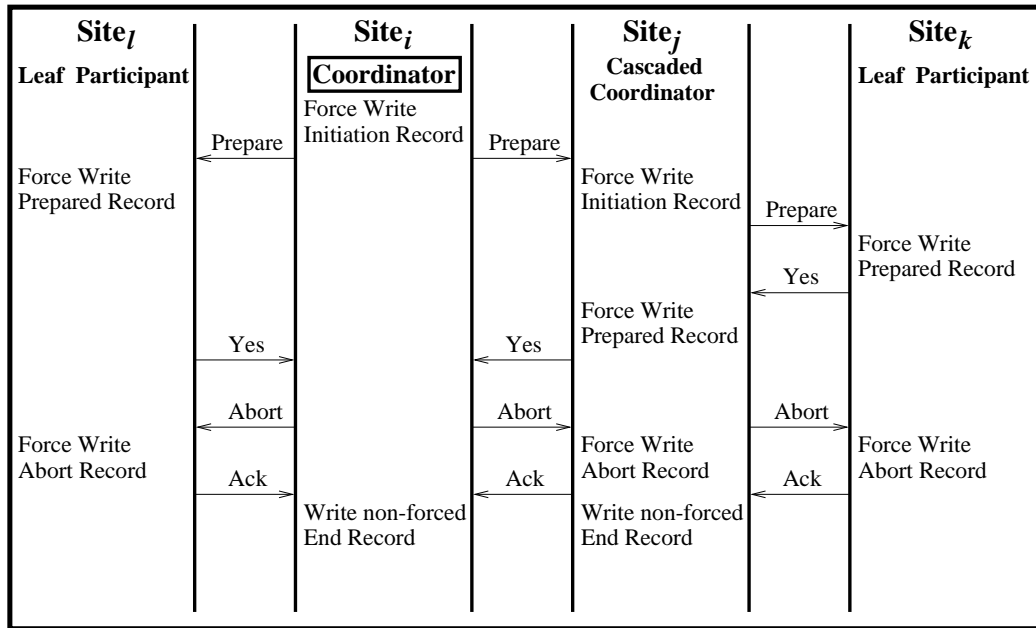 Site_l
Site_i
Site_j
Site_k
Leaf Participant
Coordinator
Cascaded
Coordinator
Leaf Participant
Force Write
Initiation Record
Prepare
Prepare
Force Write
Prepared Record
Force Write
Initiation Record
Prepare
Force Write
Prepared Record
Yes
Force Write
Prepared Record
Yes
Yes
Abort
Abort
Abort
Force Write
Abort Record
Force Write
Abort Record
Force Write
Abort Record
Ack
Ack
Ack
Write non-forced
End Record
Write non-forced
End Record